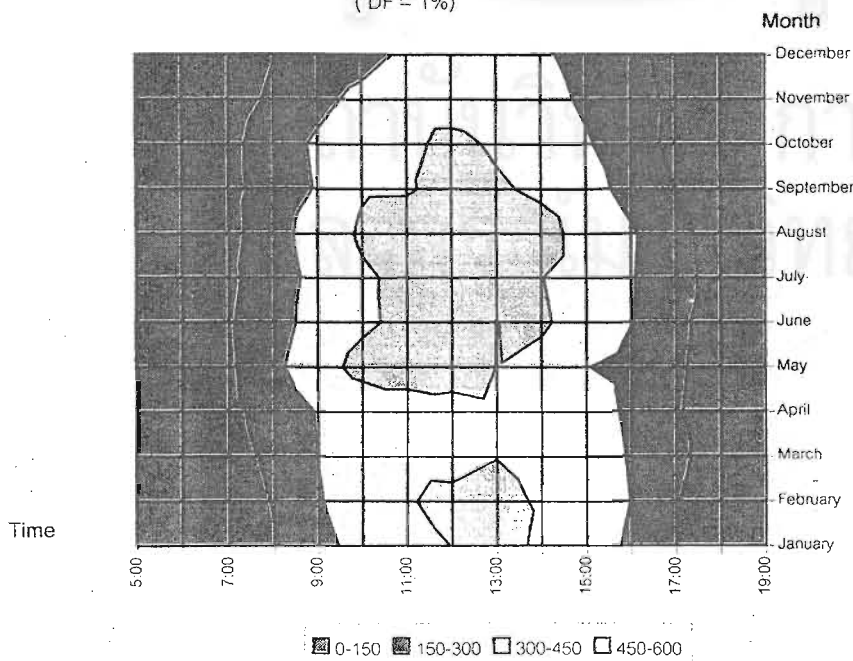 ( DF = 1%)
Month
December
November
October
September
August
July
June
May
April
March
February
January
Time
5:00
7:00
9:00
11:00
13:00
15:00
17:00
19:00
0-150
150-300
300-450
450-600